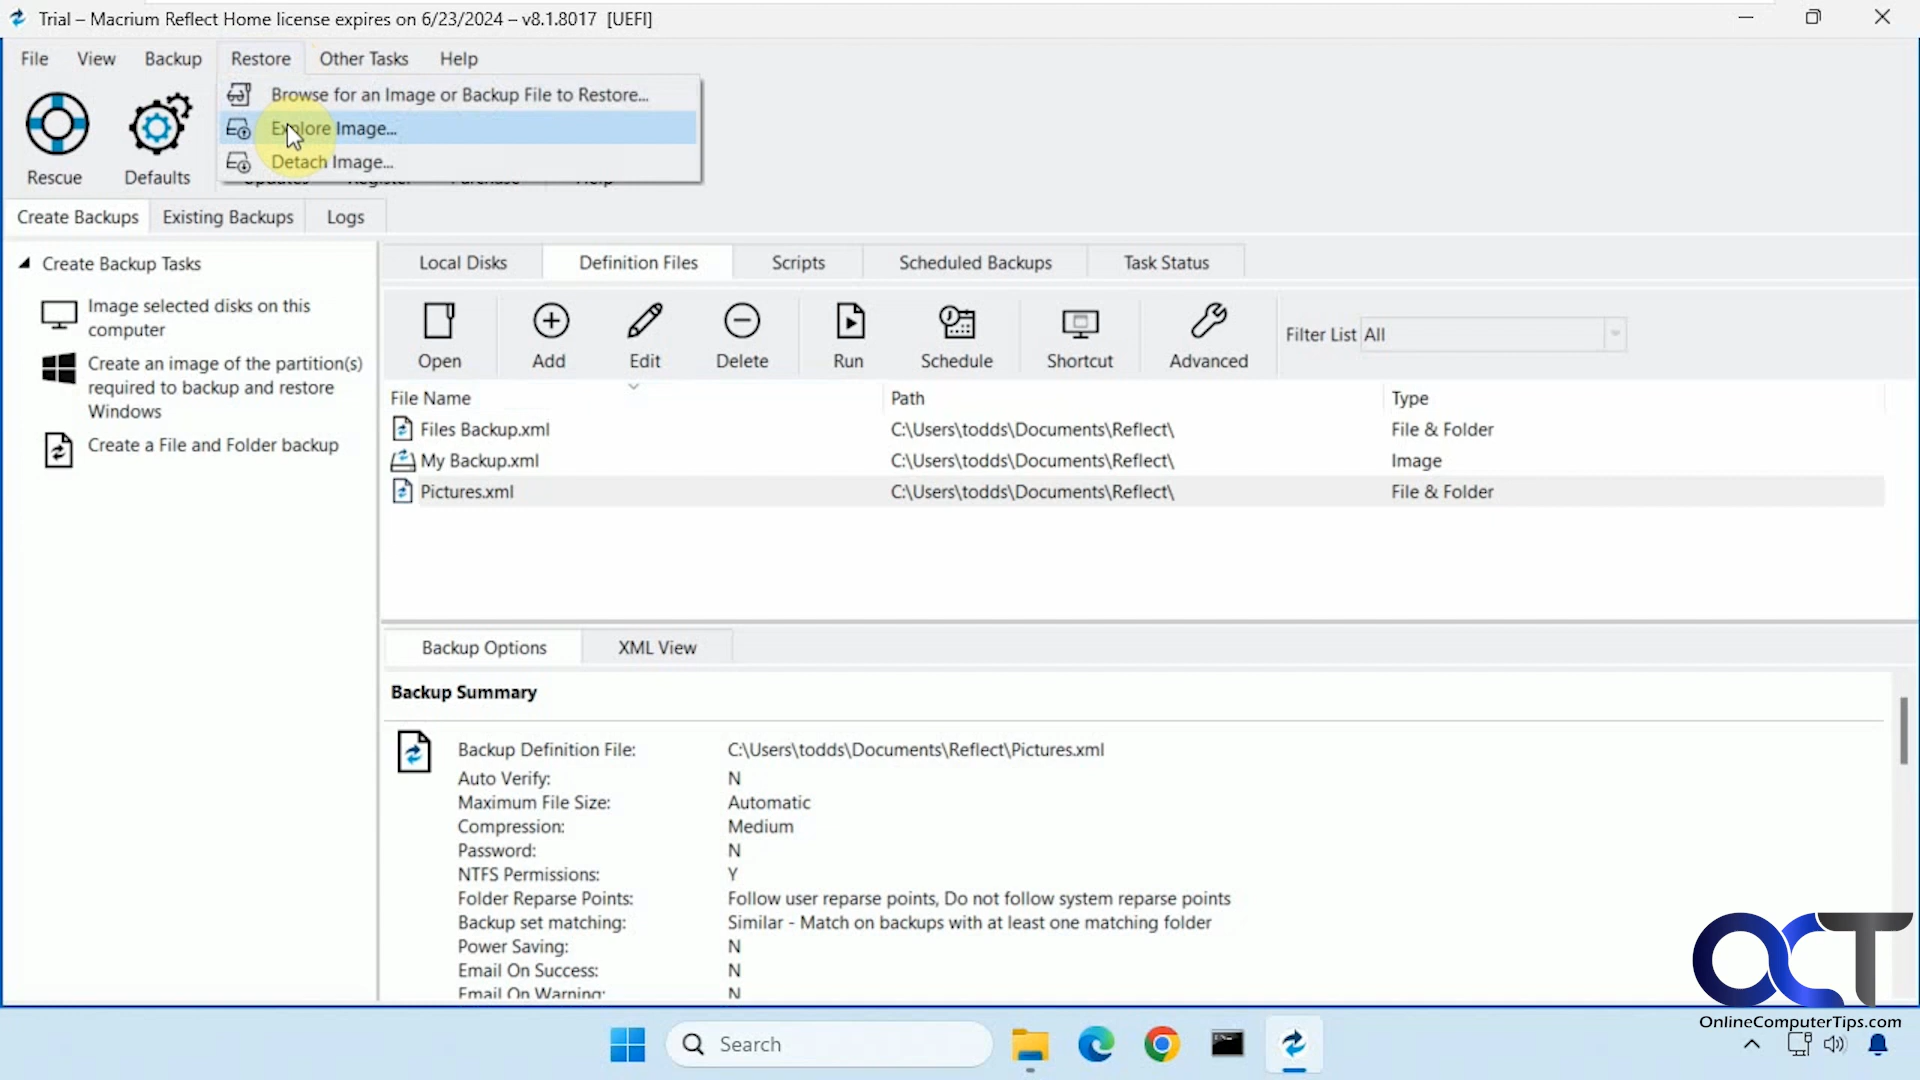 Trial – Macrium Reflect Home license expires on 6/23/2024 – v8.1.8017 [UEFI]
File View Backup Restore Other Tasks Help
Browse for an Image or Backup File to Restore...
Explore Image...
Detach Image...
Rescue Defaults Updates Register Purchase Help
Create Backups Existing Backups Logs
Create Backup Tasks
Image selected disks on this
computer
Create an image of the partition(s)
required to backup and restore
Windows
Create a File and Folder backup
Local Disks Definition Files Scripts Scheduled Backups Task Status
Open Add Edit Delete Run Schedule Shortcut Advanced Filter List All
File Name Path Type
Files Backup.xml C:\Users\todds\Documents\Reflect\ File & Folder
My Backup.xml C:\Users\todds\Documents\Reflect\ Image
Pictures.xml C:\Users\todds\Documents\Reflect\ File & Folder
Backup Options XML View
Backup Summary
Backup Definition File: C:\Users\todds\Documents\Reflect\Pictures.xml
Auto Verify: N
Maximum File Size: Automatic
Compression: Medium
Password: N
NTFS Permissions: Y
Folder Reparse Points: Follow user reparse points, Do not follow system reparse points
Backup set matching: Similar - Match on backups with at least one matching folder
Power Saving: N
Email On Success: N
Email On Warning: N
OCT
OnlineComputerTips.com
Search